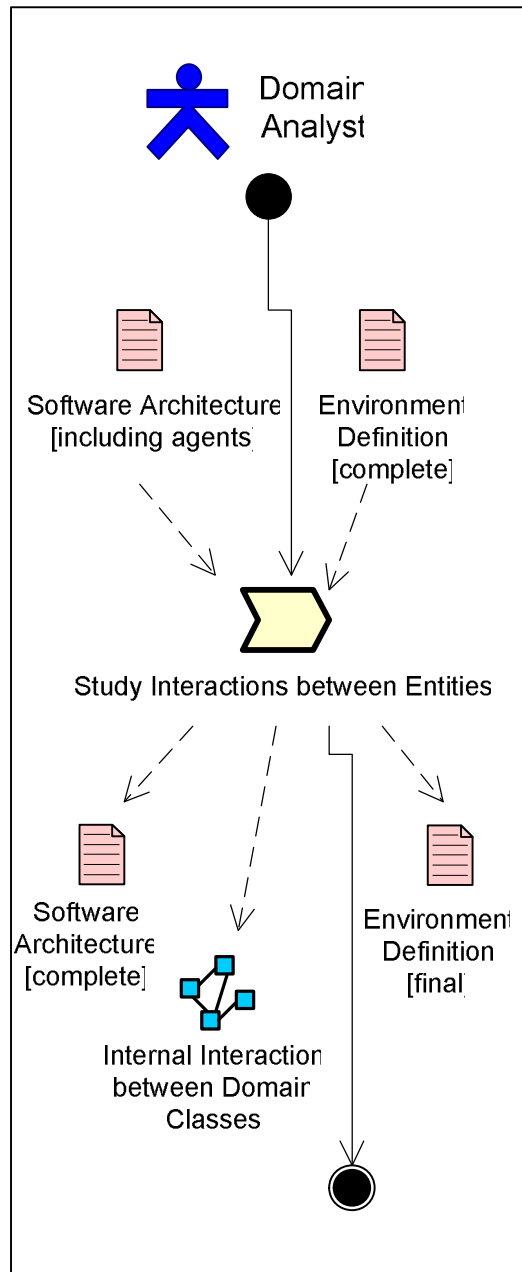 Domain
Analyst
Software Architecture
[including agents]
Environment
Definition
[complete]
Study Interactions between Entities
Software
Architecture
[complete]
Environment
Definition
[final]
Internal Interaction
between Domain
Classes